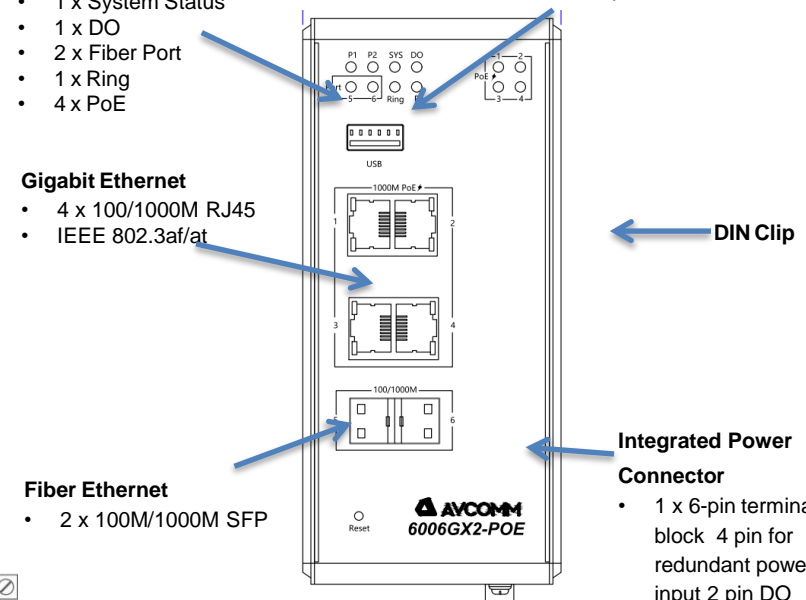 • 1 x System Status
• 1 x DO
• 2 x Fiber Port
• 1 x Ring
• 4 x PoE
P1 P2 SYS DO
Port
5 6 Ring
PoE
1 2
3 4
USB
Gigabit Ethernet
• 4 x 100/1000M RJ45
• IEEE 802.3af/at
1000M PoE
1 2
3 4
DIN Clip
100/1000M
5 6
Integrated Power
Connector
• 1 x 6-pin
block 4 pin for
redundant
input 2 pin DO
Fiber Ethernet
• 2 x 100M/1000M SFP
Reset
AVCOMM
6006GX2-POE